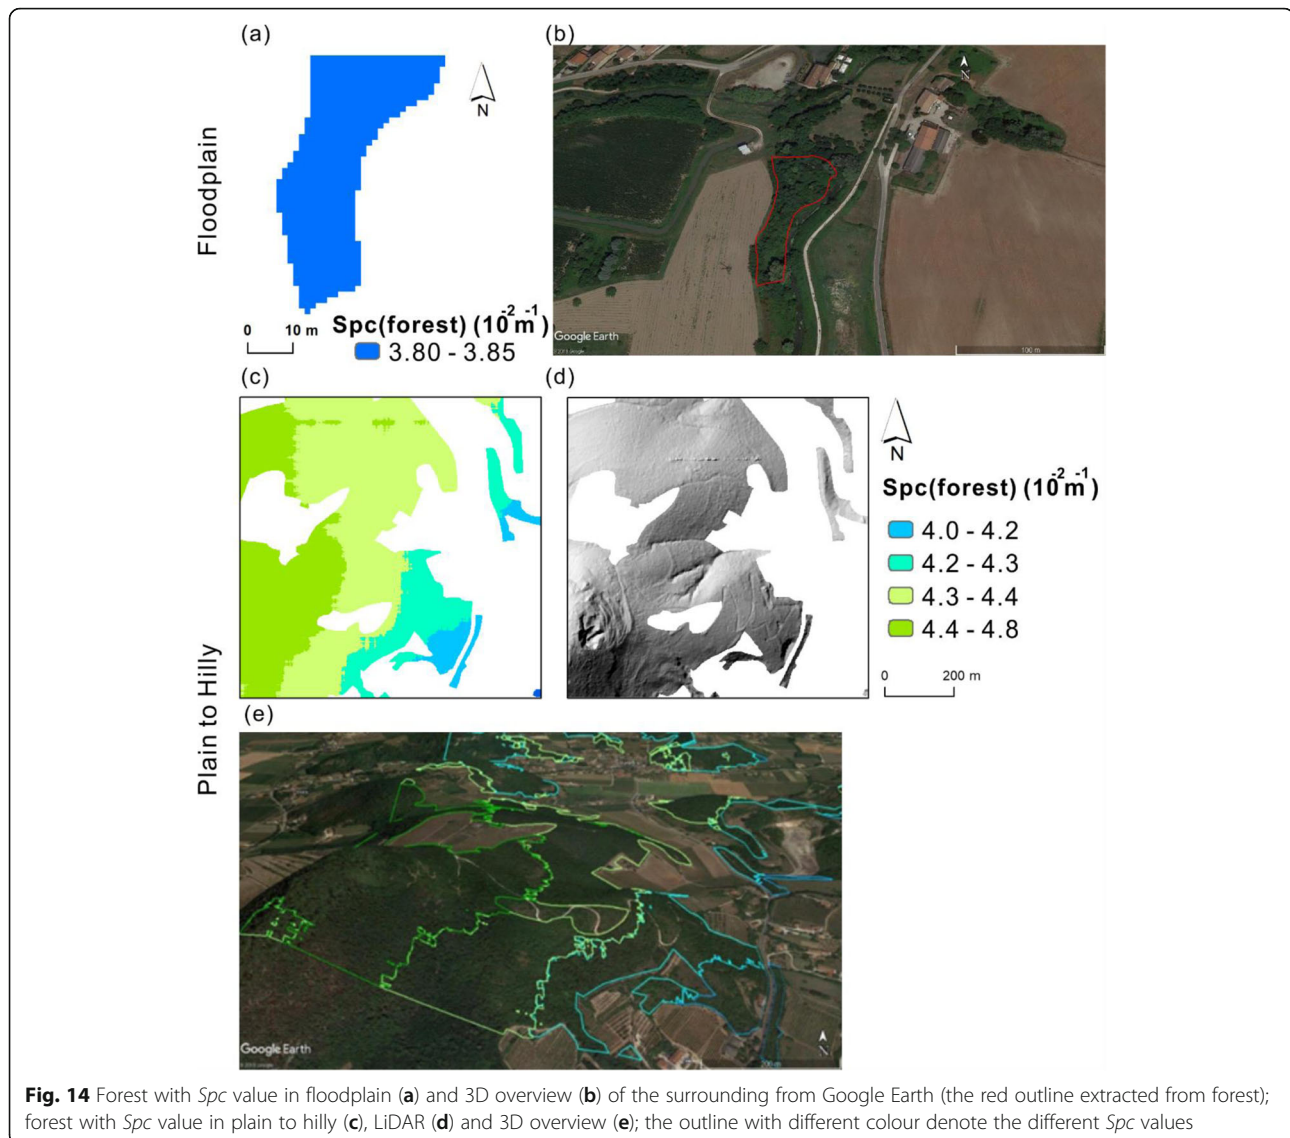 (a)
(b)
N
N
Floodplain
0 10 m
Spc(forest) (10⁻² m⁻¹)
3.80 - 3.85
Google Earth
100 m
(c)
(d)
N
Spc(forest) (10⁻² m⁻¹)
4.0 - 4.2
4.2 - 4.3
4.3 - 4.4
4.4 - 4.8
0 200 m
Plain to Hilly
(e)
Google Earth
N
Fig. 14 Forest with Spc value in floodplain (a) and 3D overview (b) of the surrounding from Google Earth (the red outline extracted from forest);
forest with Spc value in plain to hilly (c), LiDAR (d) and 3D overview (e); the outline with different colour denote the different Spc values